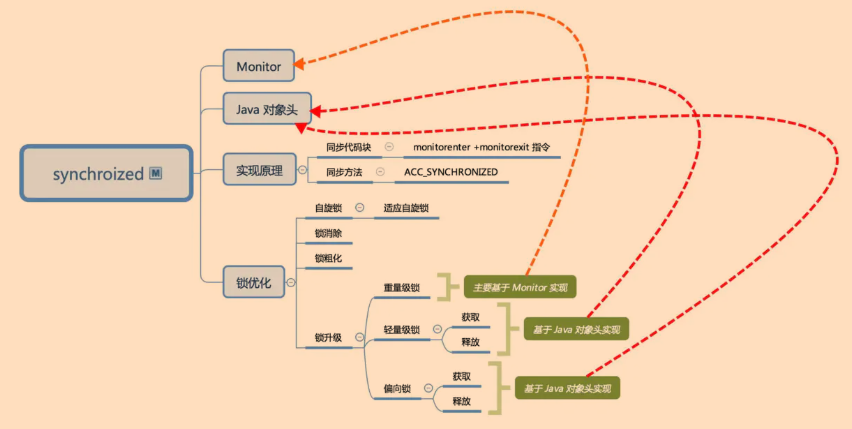 synchroized M
Monitor
Java 对象头
实现原理
同步代码块
monitorenter +monitorexit 指令
同步方法
ACC_SYNCHRONIZED
锁优化
自旋锁
适应自旋锁
锁消除
锁粗化
锁升级
重量级锁
主要基于 Monitor 实现
轻量级锁
获取
释放
基于 Java 对象头实现
偏向锁
获取
释放
基于 Java 对象头实现